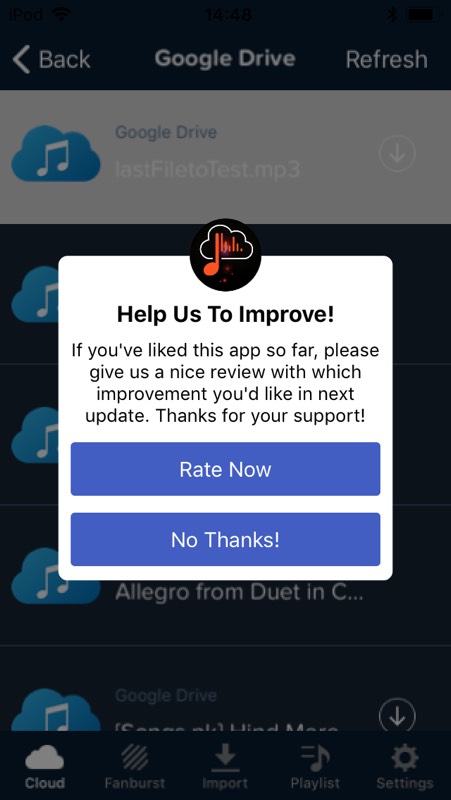 iPod 14:48
Back Google Drive Refresh
Google Drive
lastFiletoTest.mp3
Help Us To Improve!
If you've liked this app so far, please
give us a nice review with which
improvement you'd like in next
update. Thanks for your support!
Rate Now
No Thanks!
Allegro from Duet in C...
Google Drive
[Songs.pk] Hind Mare
Cloud Fanburst Import Playlist Settings